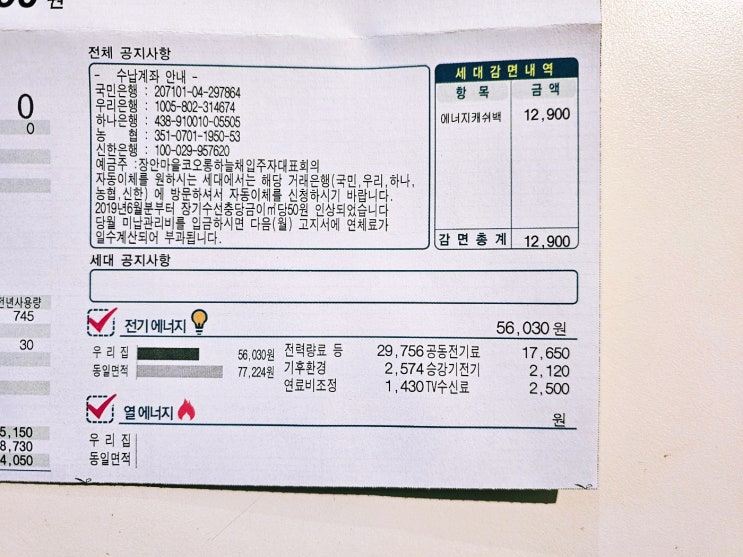 원
전체 공지사항
- 수납계좌 안내 -
국민은행 : 207101-04-297864
우리은행 : 1005-802-314674
하나은행 : 438-910010-05505
농 협 : 351-0701-1950-53
신한은행 : 100-029-957620
예금주 :장안마을코오롱하늘채입주자대표회의
자동이체를 원하시는 세대에서는 해당 거래은행(국민,우리,하나,
농협,신한) 에 방문하셔서 자동이체를 신청하시기 바랍니다.
2019년6월분부터 장기수선충당금이㎡당50원 인상되었습니다
당월 미납관리비를 입금하시면 다음(월) 고지서에 연체료가
일수계산되어 부과됩니다.
세대감면내역
항 목 금 액
에너지캐쉬백 12,900
감면총계 12,900
0
0
세대 공지사항
전년사용량
745
30
5,150
8,730
4,050
전기에너지 56,030 원
우 리 집 56,030원
동일면적 77,224원
전력량료 등 29,756 공동전기료 17,650
기후환경 2,574 승강기전기 2,120
연료비조정 1,430 TV수신료 2,500
열에너지 원
우 리 집
동일면적